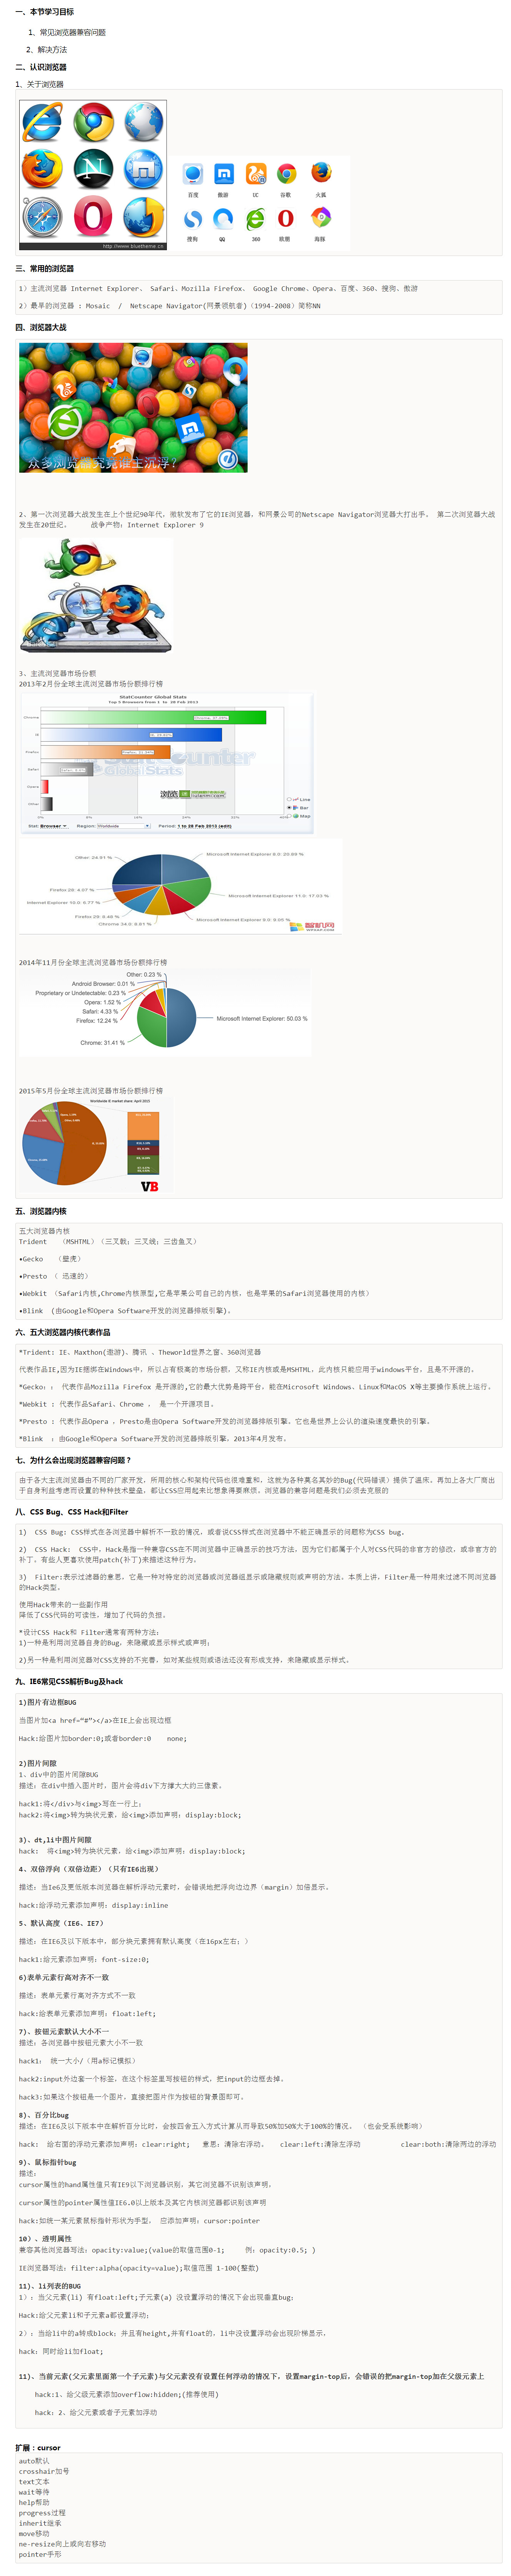 一、本节学习目标
1、常见浏览器兼容问题
2、解决方法
二、认识浏览器
1、关于浏览器
http://www.bluetheme.cn
百度 傲游 UC 谷歌 火狐
搜狗 QQ 360 欧朋 海豚
三、常用的浏览器
1）主流浏览器 Internet Explorer、 Safari、Mozilla Firefox、 Google Chrome、Opera、百度、360、搜狗、傲游
2）最早的浏览器 : Mosaic / Netscape Navigator(网景领航者)（1994-2008）简称NN
四、浏览器大战
众多浏览器究竟谁主沉浮?
2、第一次浏览器大战发生在上个世纪90年代，微软发布了它的IE浏览器，和网景公司的Netscape Navigator浏览器大打出手。 第二次浏览器大战
发生在20世纪。 战争产物：Internet Explorer 9
3、主流浏览器市场份额
2013年2月份全球主流浏览器市场份额排行榜
StatCounter Global Stats
Top 5 Browsers from 1 to 28 Feb 2013
Chrome
IE
Firefox
Safari
Opera
Other
StatCounter
Global Stats
Line
Bar
Map
Stat: Browser Region: Worldwide Period: 1 to 28 Feb 2013 (edit)
Other: 24.91 %
Microsoft Internet Explorer 11.0: 17.03 %
Chrome 34.0: 8.01 %
智机网
2014年11月份全球主流浏览器市场份额排行榜
Other: 0.23 %
Android Browser: 0.01 %
Proprietary or Undetectable: 0.23 %
Opera: 1.52 %
Safari: 4.33 %
Firefox: 12.24 %
Microsoft Internet Explorer: 50.03 %
Chrome: 31.41 %
2015年5月份全球主流浏览器市场份额排行榜
Worldwide IE market share April 2015
VB
五、浏览器内核
五大浏览器内核
Trident （MSHTML）（三叉戟；三叉线；三齿鱼叉）
•Gecko （壁虎）
•Presto （ 迅速的）
•Webkit （Safari内核,Chrome内核原型,它是苹果公司自己的内核，也是苹果的Safari浏览器使用的内核）
•Blink （由Google和Opera Software开发的浏览器排版引擎)。
六、五大浏览器内核代表作品
*Trident: IE、Maxthon(遨游)、腾讯 、Theworld世界之窗、360浏览器
代表作品IE,因为IE捆绑在Windows中，所以占有极高的市场份额，又称IE内核或是MSHTML，此内核只能应用于windows平台，且是不开源的。
*Gecko:： 代表作品Mozilla Firefox 是开源的,它的最大优势是跨平台，能在Microsoft Windows、Linux和MacOS X等主要操作系统上运行。
*Webkit : 代表作品Safari、Chrome ， 是一个开源项目。
*Presto : 代表作品Opera ，Presto是由Opera Software开发的浏览器排版引擎。它也是世界上公认的渲染速度最快的引擎。
*Blink ：由Google和Opera Software开发的浏览器排版引擎，2013年4月发布。
七、为什么会出现浏览器兼容问题？
由于各大主流浏览器由不同的厂家开发，所用的核心和架构代码也很难重和，这就为各种莫名其妙的Bug(代码错误) 提供了温床。再加上各大厂商出
于自身利益考虑而设置的种种技术壁垒，都让CSS应用起来比想象得要麻烦。浏览器的兼容问题是我们必须去克服的
八、CSS Bug、CSS Hack和Filter
1) CSS Bug: CSS样式在各浏览器中解析不一致的情况，或者说CSS样式在浏览器中不能正确显示的问题称为CSS bug。
2) CSS Hack: CSS中，Hack是指一种兼容CSS在不同浏览器中正确显示的技巧方法，因为它们都属于个人对CSS代码的非官方的修改，或非官方的
补丁。有些人更喜欢使用patch(补丁)来描述这种行为。
3) Filter:表示过滤器的意思，它是一种对特定的浏览器或浏览器组显示或隐藏规则或声明的方法。本质上讲，Filter是一种用来过滤不同浏览器
的Hack类型。
使用Hack带来的一些副作用
降低了CSS代码的可读性，增加了代码的负担。
*设计CSS Hack和 Filter通常有两种方法:
1)一种是利用浏览器自身的Bug，来隐藏或显示样式或声明；
2)另一种是利用浏览器对CSS支持的不完善，如对某些规则或语法还没有形成支持，来隐藏或显示样式。
九、IE6常见CSS解析Bug及hack
1)图片有边框BUG
当图片加<a href=“#”></a>在IE上会出现边框
Hack:给图片加border:0;或者border:0 none;
2)图片间隙
1、div中的图片间隙BUG
描述：在div中插入图片时，图片会将div下方撑大大约三像素。
hack1:将</div>与<img>写在一行上；
hack2:将<img>转为块状元素，给<img>添加声明：display:block;
3)、dt,li中图片间隙
hack: 将<img>转为块状元素，给<img>添加声明：display:block;
4、双倍浮向（双倍边距）（只有IE6出现）
描述：当Ie6及更低版本浏览器在解析浮动元素时，会错误地把浮向边边界（margin）加倍显示。
hack:给浮动元素添加声明：display:inline
5、默认高度（IE6、IE7）
描述：在IE6及以下版本中，部分块元素拥有默认高度（在16px左右；）
hack1:给元素添加声明：font-size:0;
6)表单元素行高对齐不一致
描述：表单元素行高对齐方式不一致
hack:给表单元素添加声明：float:left;
7)、按钮元素默认大小不一
描述：各浏览器中按钮元素大小不一致
hack1： 统一大小/（用a标记模拟）
hack2:input外边套一个标签，在这个标签里写按钮的样式，把input的边框去掉。
hack3:如果这个按钮是一个图片，直接把图片作为按钮的背景图即可。
8)、百分比bug
描述：在IE6及以下版本中在解析百分比时，会按四舍五入方式计算从而导致50%加50%大于100%的情况。 （也会受系统影响）
hack: 给右面的浮动元素添加声明：clear:right; 意思：清除右浮动。 clear:left:清除左浮动 clear:both:清除两边的浮动
9)、鼠标指针bug
描述：
cursor属性的hand属性值只有IE9以下浏览器识别，其它浏览器不识别该声明，
cursor属性的pointer属性值IE6.0以上版本及其它内核浏览器都识别该声明
hack:如统一某元素鼠标指针形状为手型， 应添加声明：cursor:pointer
10）、透明属性
兼容其他浏览器写法：opacity:value;(value的取值范围0-1; 例：opacity:0.5; )
IE浏览器写法：filter:alpha(opacity=value);取值范围 1-100(整数)
11)、li列表的BUG
1）：当父元素(li) 有float:left;子元素(a) 没设置浮动的情况下会出现垂直bug；
Hack:给父元素li和子元素a都设置浮动；
2）：当给li中的a转成block；并且有height,并有float的，li中没设置浮动会出现阶梯显示，
hack：同时给li加float;
11)、当前元素(父元素里面第一个子元素)与父元素没有设置任何浮动的情况下，设置margin-top后，会错误的把margin-top加在父级元素上
hack:1、给父级元素添加overflow:hidden;(推荐使用)
hack：2、给父元素或者子元素加浮动
扩展：cursor
auto默认
crosshair加号
text文本
wait等待
help帮助
progress过程
inherit继承
move移动
ne-resize向上或向右移动
pointer手形